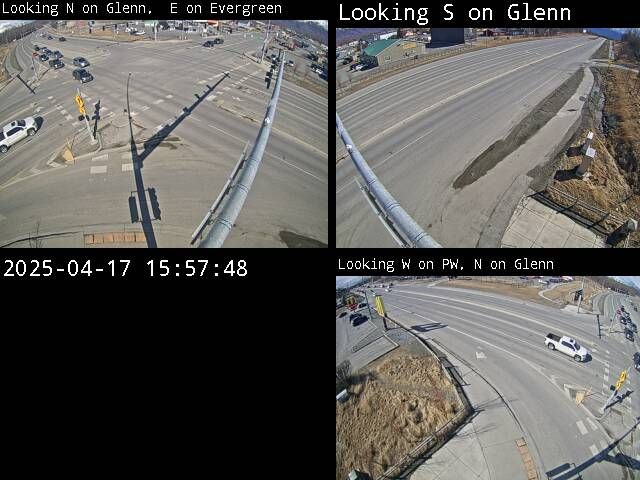 Looking N on Glenn,  E on Evergreen
Looking S on Glenn
2025-04-17 15:57:48
Looking W on PW, N on Glenn